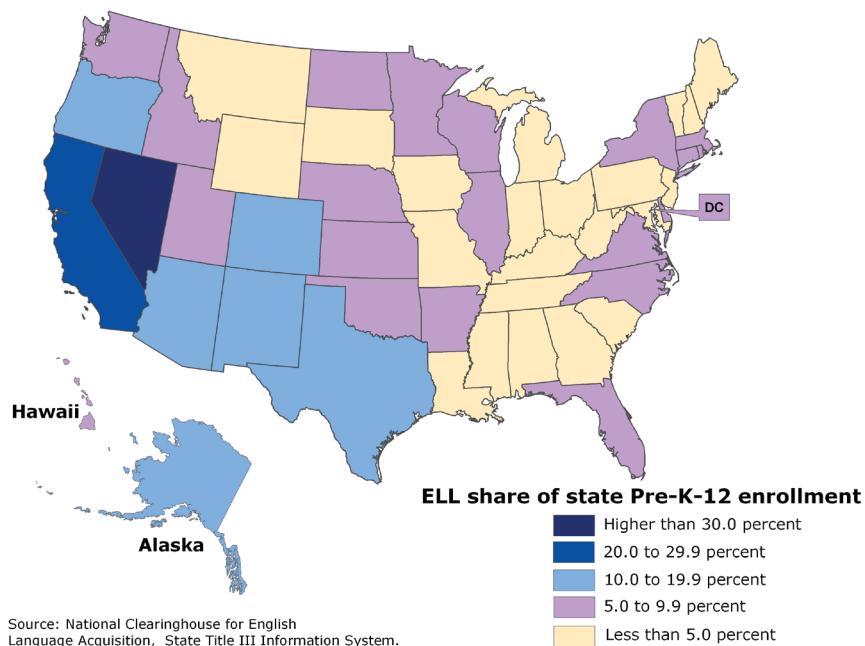 DC
Hawaii
Alaska
ELL share of state Pre-K-12 enrollment
Higher than 30.0 percent
20.0 to 29.9 percent
10.0 to 19.9 percent
5.0 to 9.9 percent
Less than 5.0 percent
Source: National Clearinghouse for English
Language Acquisition, State Title III Information System.